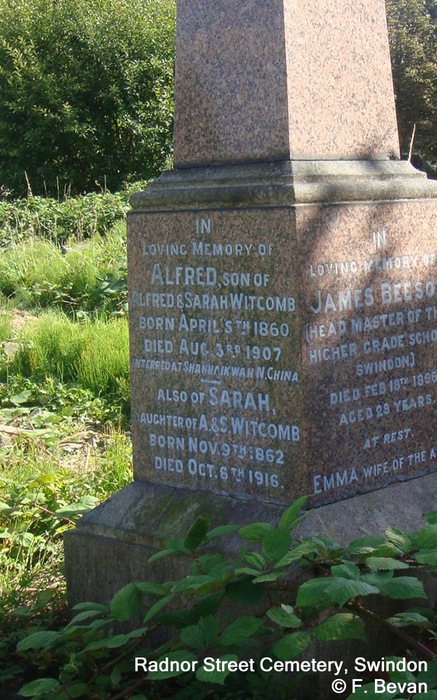 IN
LOVING MEMORY OF
ALFRED, SON OF
ALFRED & SARAH WITCOMB
BORN APRIL 5TH 1860
DIED AUG. 3RD 1907
INTERRED AT SHANHAIKWAN N. CHINA
ALSO OF SARAH,
DAUGHTER OF A. & S. WITCOMB
BORN NOV. 9TH 1862
DIED OCT. 6TH 1916.
IN
LOVING MEMORY OF
JAMES BEESO
(HEAD MASTER OF TH
HIGHER GRADE SCHO
SWINDON)
DIED FEB 19TH 1896
AGED 29 YEARS.
AT REST.
EMMA WIFE OF THE A
Radnor Street Cemetery, Swindon
© F. Bevan